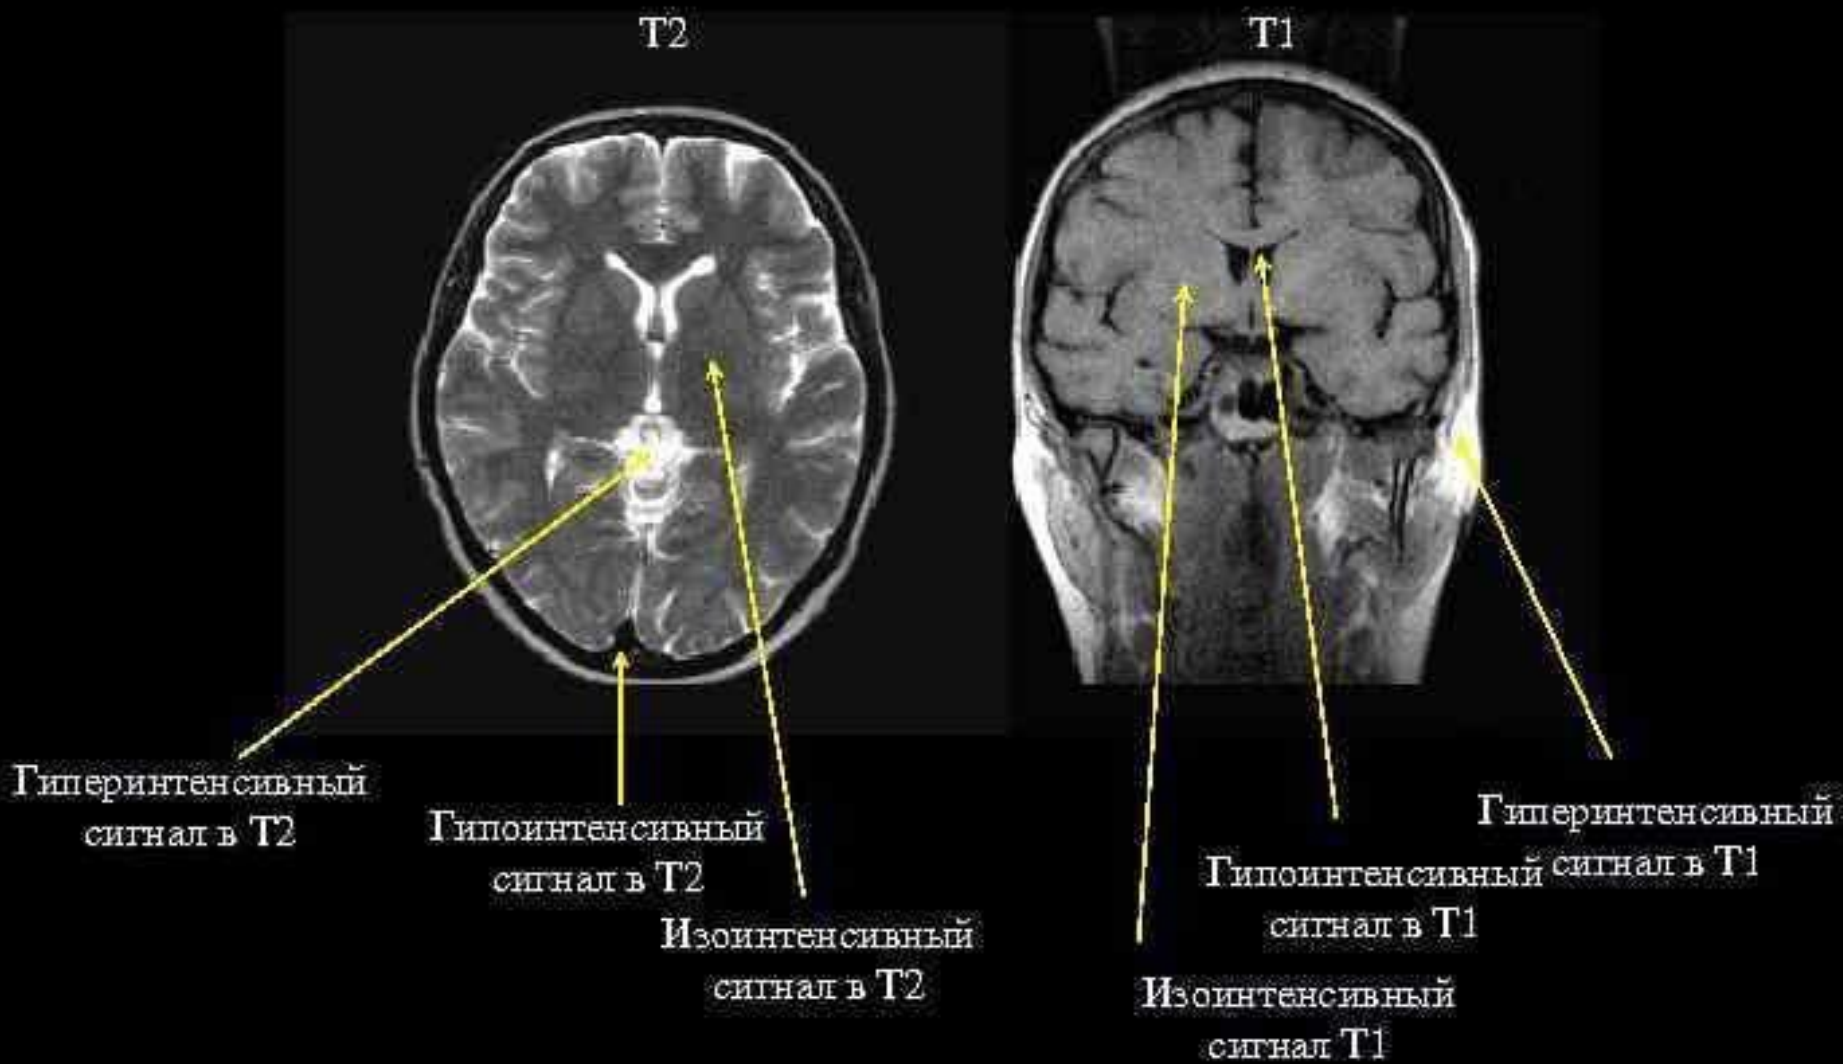 T2
T1
Гиперинтенсивный
сигнал в T2
Гипоинтенсивный
сигнал в T2
Изоинтенсивный
сигнал в T2
Изоинтенсивный
сигнал T1
Гипоинтенсивный
сигнал в T1
Гиперинтенсивный
сигнал в T1